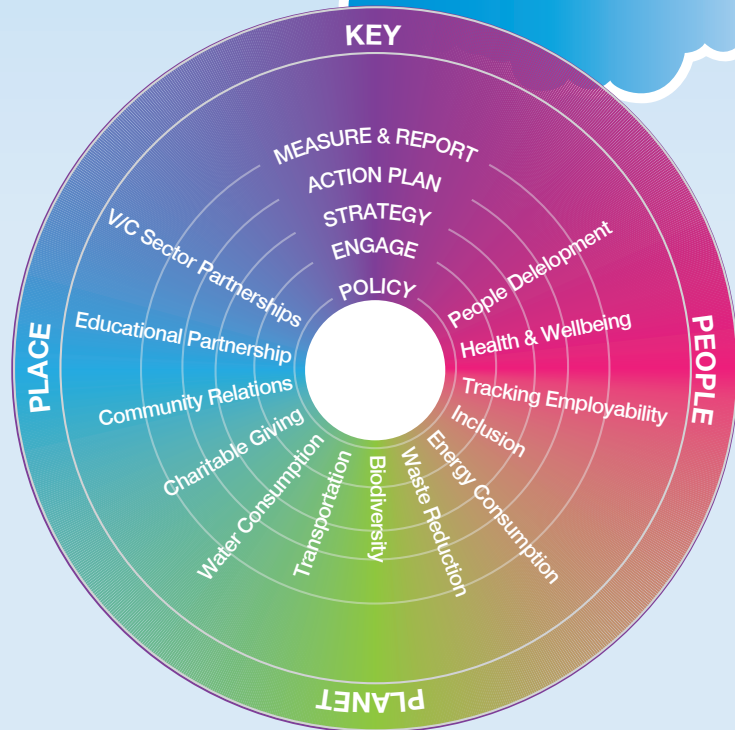 KEY
MEASURE & REPORT
ACTION PLAN
STRATEGY
ENGAGE
POLICY
PEOPLE
People Delelopment
Health & Wellbeing
Tracking Employability
Inclusion
PLANET
Energy Consumption
Waste Reduction
Biodiversity
Transportation
Water Consumption
PLACE
Charitable Giving
Community Relations
Educational Partnership
V/C Sector Partnerships